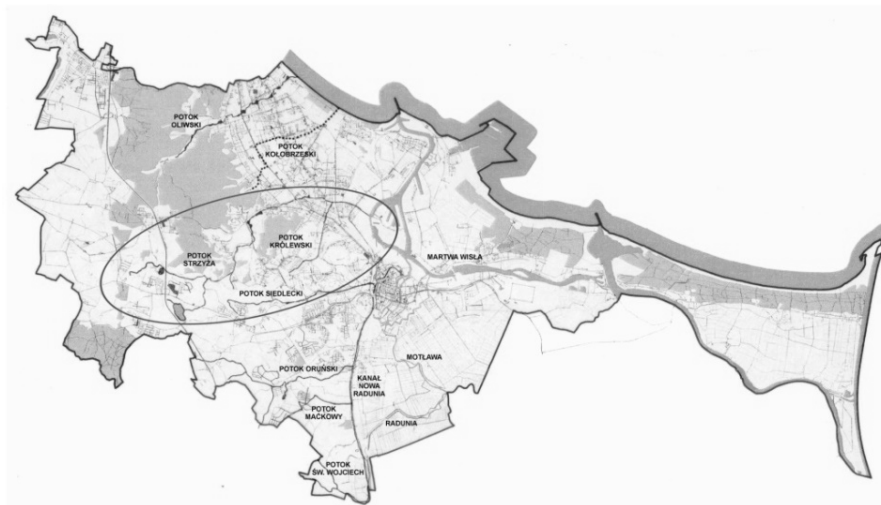 POTOK
OLIWSKI
POTOK
KOŁOBRZESKI
POTOK
KRÓLEWSKI
POTOK
STRZYŻA
MARTWA WISŁA
POTOK SIEDLECKI
MOTŁAWA
POTOK ORUŃSKI
KANAŁ
NOWA
RADUNIA
POTOK
MAĆKOWY
RADUNIA
POTOK
ŚW. WOJCIECH